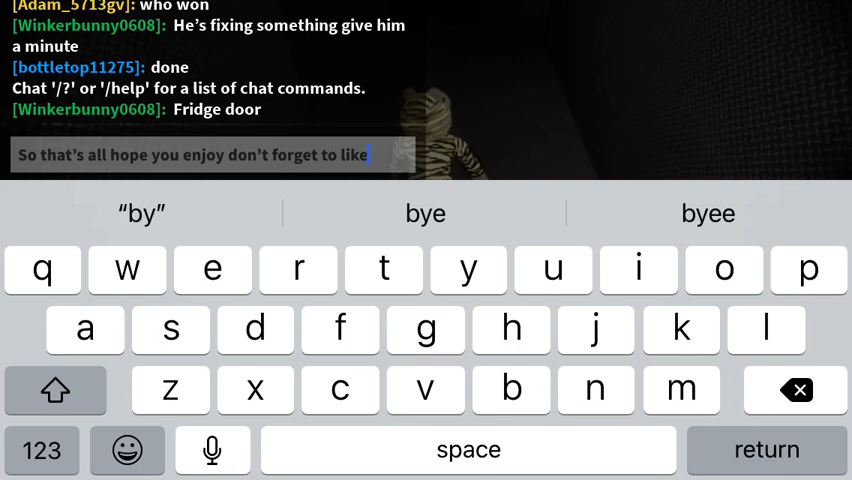 [Adam_5713gv]: who won
[Winkerbunny0608]: He’s fixing something give him
a minute
[bottletop11275]: done
Chat '/?' or '/help' for a list of chat commands.
[Winkerbunny0608]: Fridge door
So that’s all hope you enjoy don’t forget to like
“by” bye byee
q w e r t y u i o p
a s d f g h j k l
z x c v b n m
123 space return